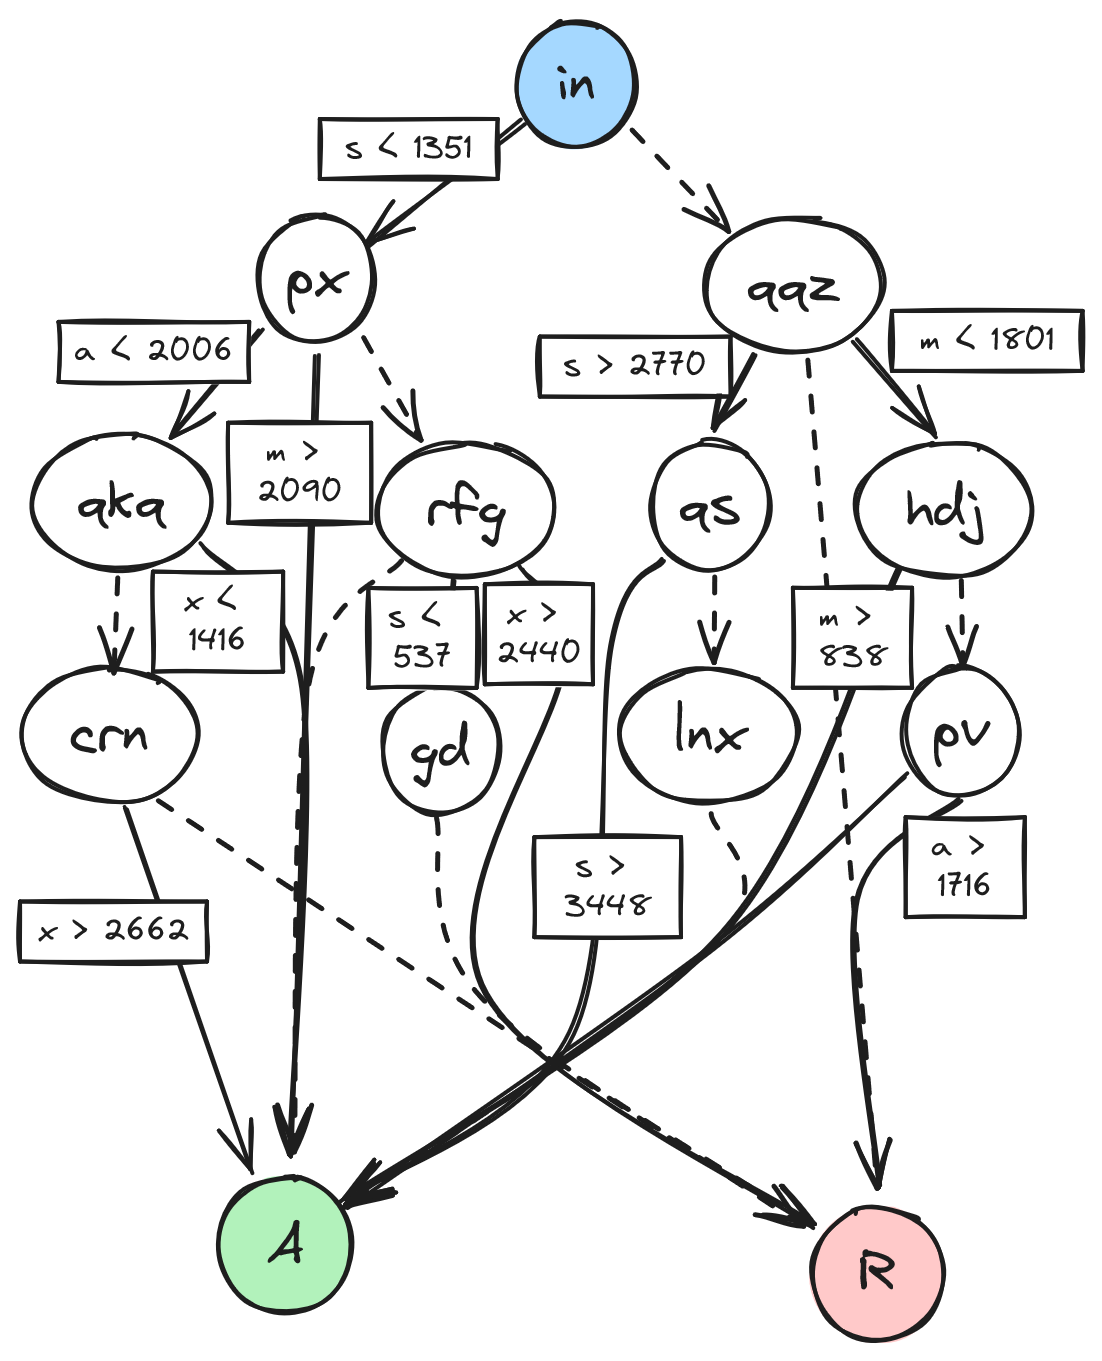 in
s < 1351
px
qqz
a < 2006
s > 2770
m < 1801
aka
m >
2090
rfg
qs
hdj
x <
1416
s <
537
x >
2440
m >
838
crn
gd
lnx
pv
x > 2662
s >
3448
a >
1716
A
R